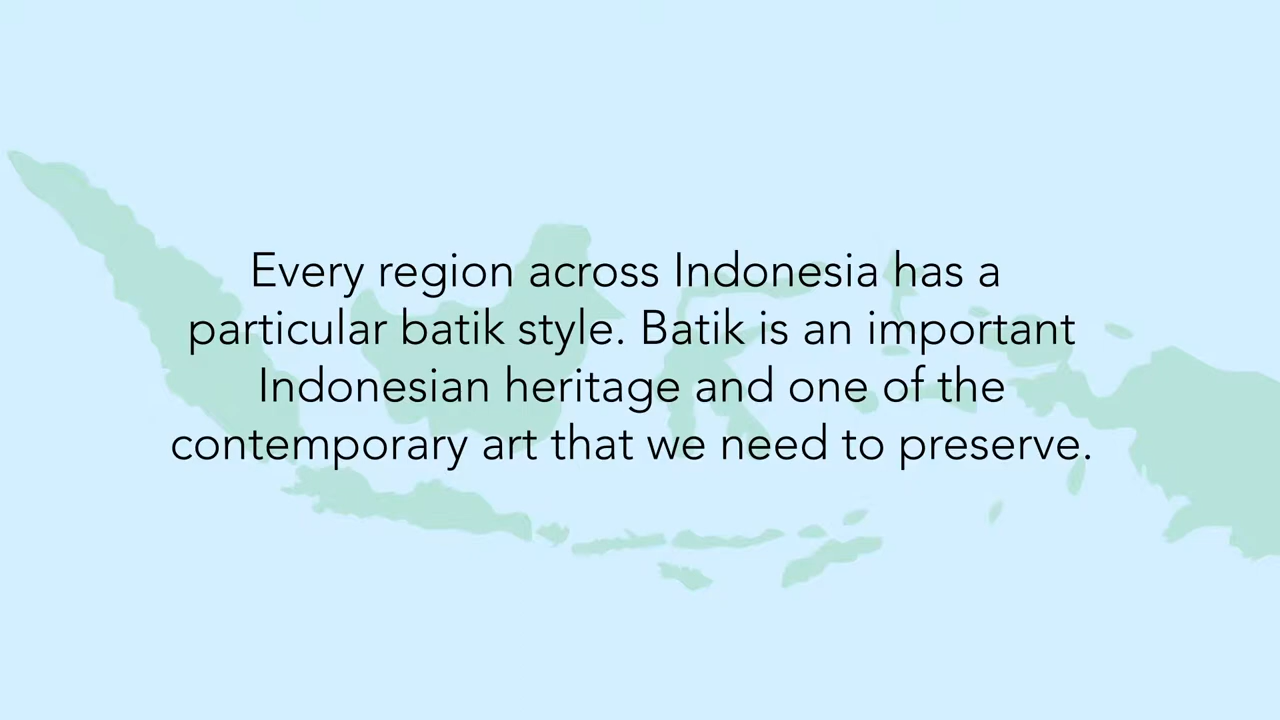 Every region across Indonesia has a
particular batik style. Batik is an important
Indonesian heritage and one of the
contemporary art that we need to preserve.